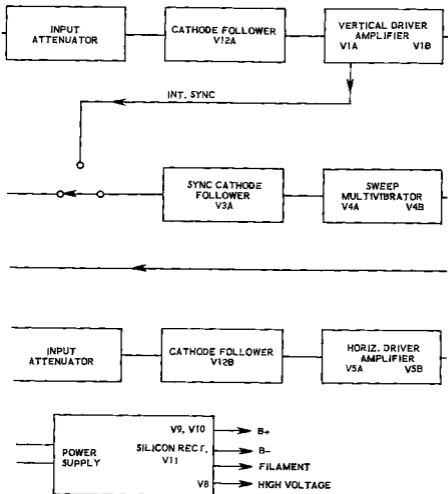 INPUT
ATTENUATOR
CATHODE FOLLOWER
V12A
VERTICAL DRIVER
AMPLIFIER
V1A V1B
INT. SYNC
SYNC CATHODE
FOLLOWER
V3A
SWEEP
MULTIVIBRATOR
V4A V4B
INPUT
ATTENUATOR
CATHODE FOLLOWER
V12B
HORIZ. DRIVER
AMPLIFIER
V5A V5B
POWER
SUPPLY
V9, V10
SILICON RECT.
V11
V8
B+
B-
FILAMENT
HIGH VOLTAGE